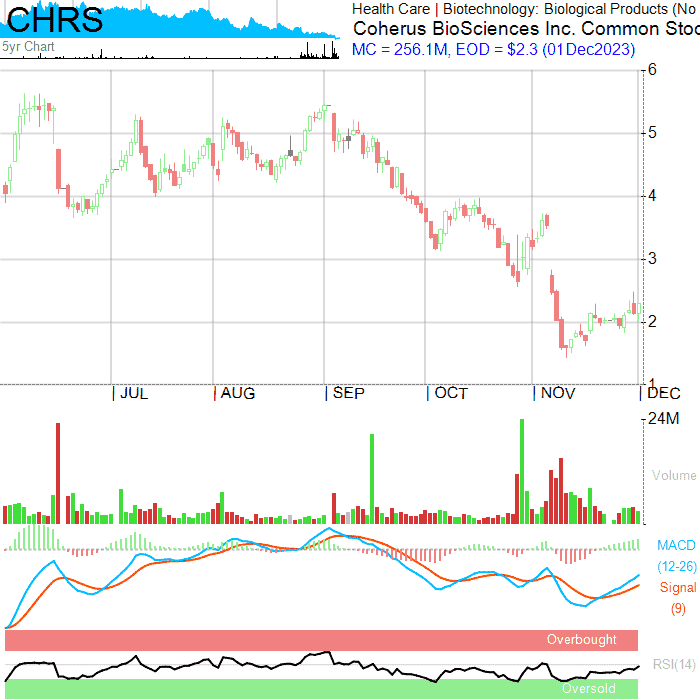 CHRS
5yr Chart
Health Care | Biotechnology: Biological Products (No
Coherus BioSciences Inc. Common Stoc
MC = 256.1M, EOD = $2.3 (01Dec2023)
6
5
4
3
2
1
JUL
AUG
SEP
OCT
NOV
DEC
24M
Volume
MACD
(12-26)
Signal
(9)
Overbought
RSI(14)
Oversold